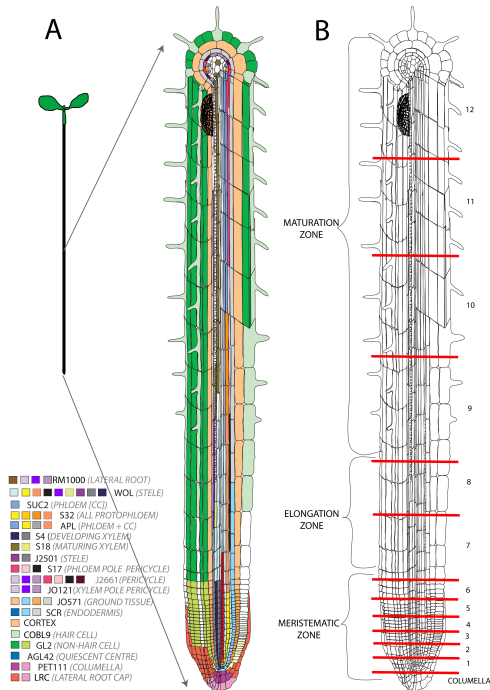 A
B
12
11
MATURATION
ZONE
10
9
8
ELONGATION
ZONE
7
6
5
MERISTEMATIC
ZONE
4
3
2
1
COLUMELLA
RM1000 (LATERAL ROOT)
WOL (STELE)
SUC2 (PHLOEM [CC])
S32 (ALL PROTOPHLOEM)
APL (PHLOEM + CC)
S4 (DEVELOPING XYLEM)
S18 (MATURING XYLEM)
J2501 (STELE)
S17 (PHLOEM POLE PERICYCLE)
J2661 (PERICYCLE)
JO121 (XYLEM POLE PERICYCLE)
JO571 (GROUND TISSUE)
SCR (ENDODERMIS)
CORTEX
COBL9 (HAIR CELL)
GL2 (NON-HAIR CELL)
AGL42 (QUIESCENT CENTRE)
PET111 (COLUMELLA)
LRC (LATERAL ROOT CAP)